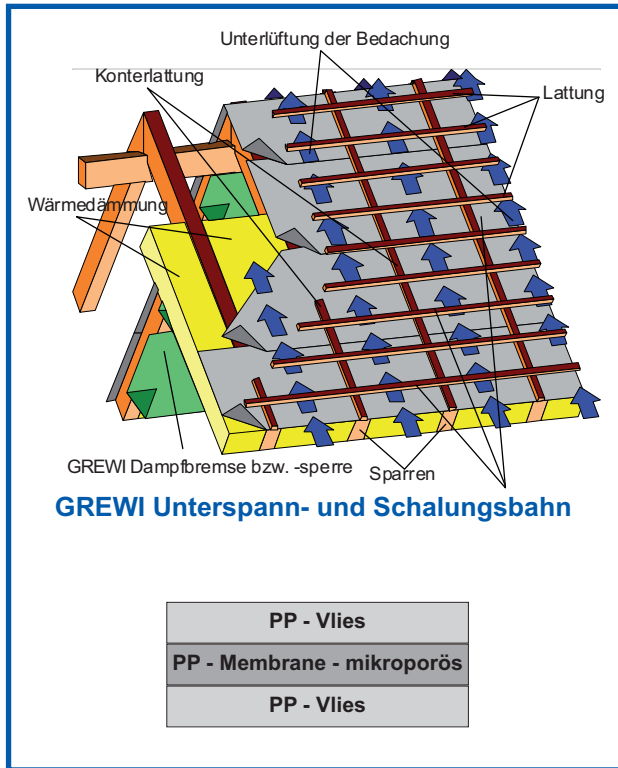 Unterlüftung der Bedachung
Konterlattung
Lattung
Wärmedämmung
GREWI Dampfbremse bzw. -sperre
Sparren
GREWI Unterspann- und Schalungsbahn
PP - Vlies
PP - Membrane - mikroporös
PP - Vlies